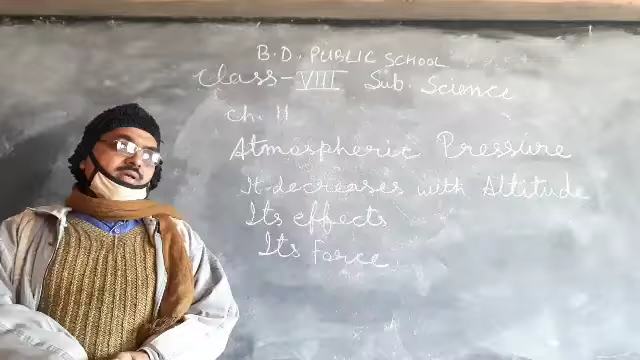 B.D. PUBLIC SCHOOL
Class-VIII Sub. Science
Ch. 11
Atmospheric Pressure
It decreases with Altitude
Its effects
Its Force